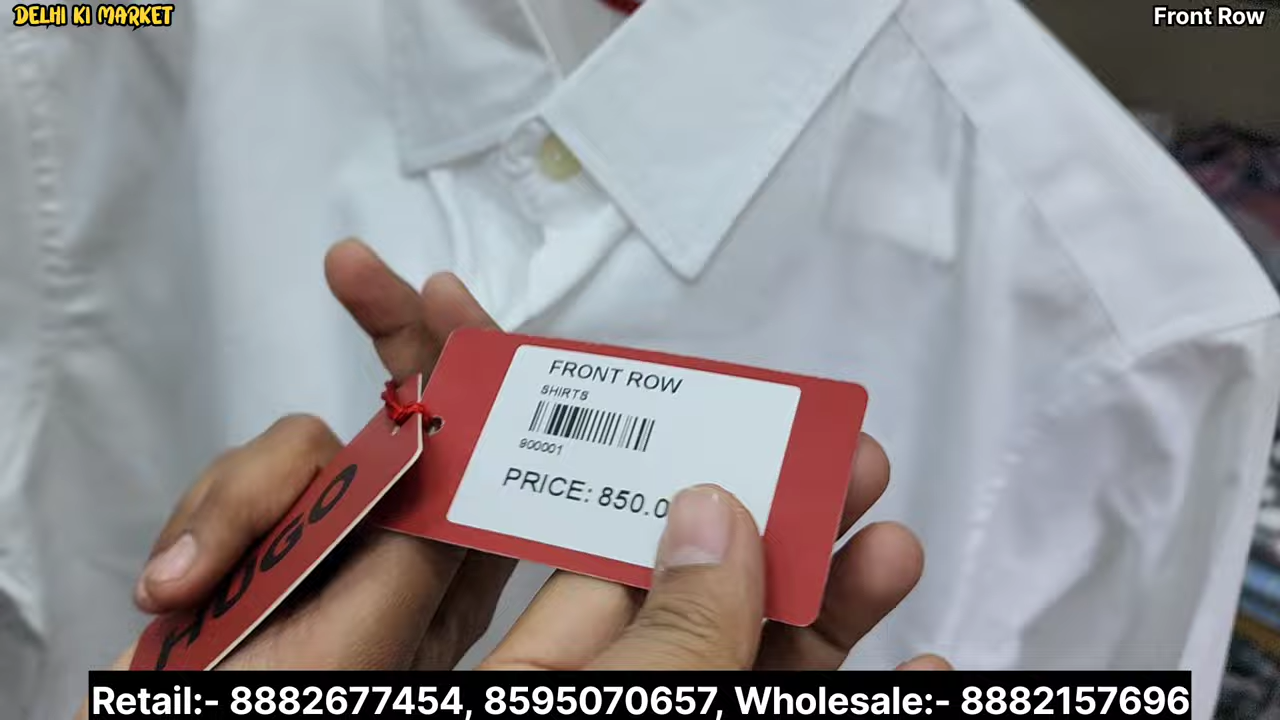 DELHI KI MARKET
Front Row
FRONT ROW
SHIRTS
900001
PRICE: 850.0
HUGO
Retail:- 8882677454, 8595070657, Wholesale:- 8882157696